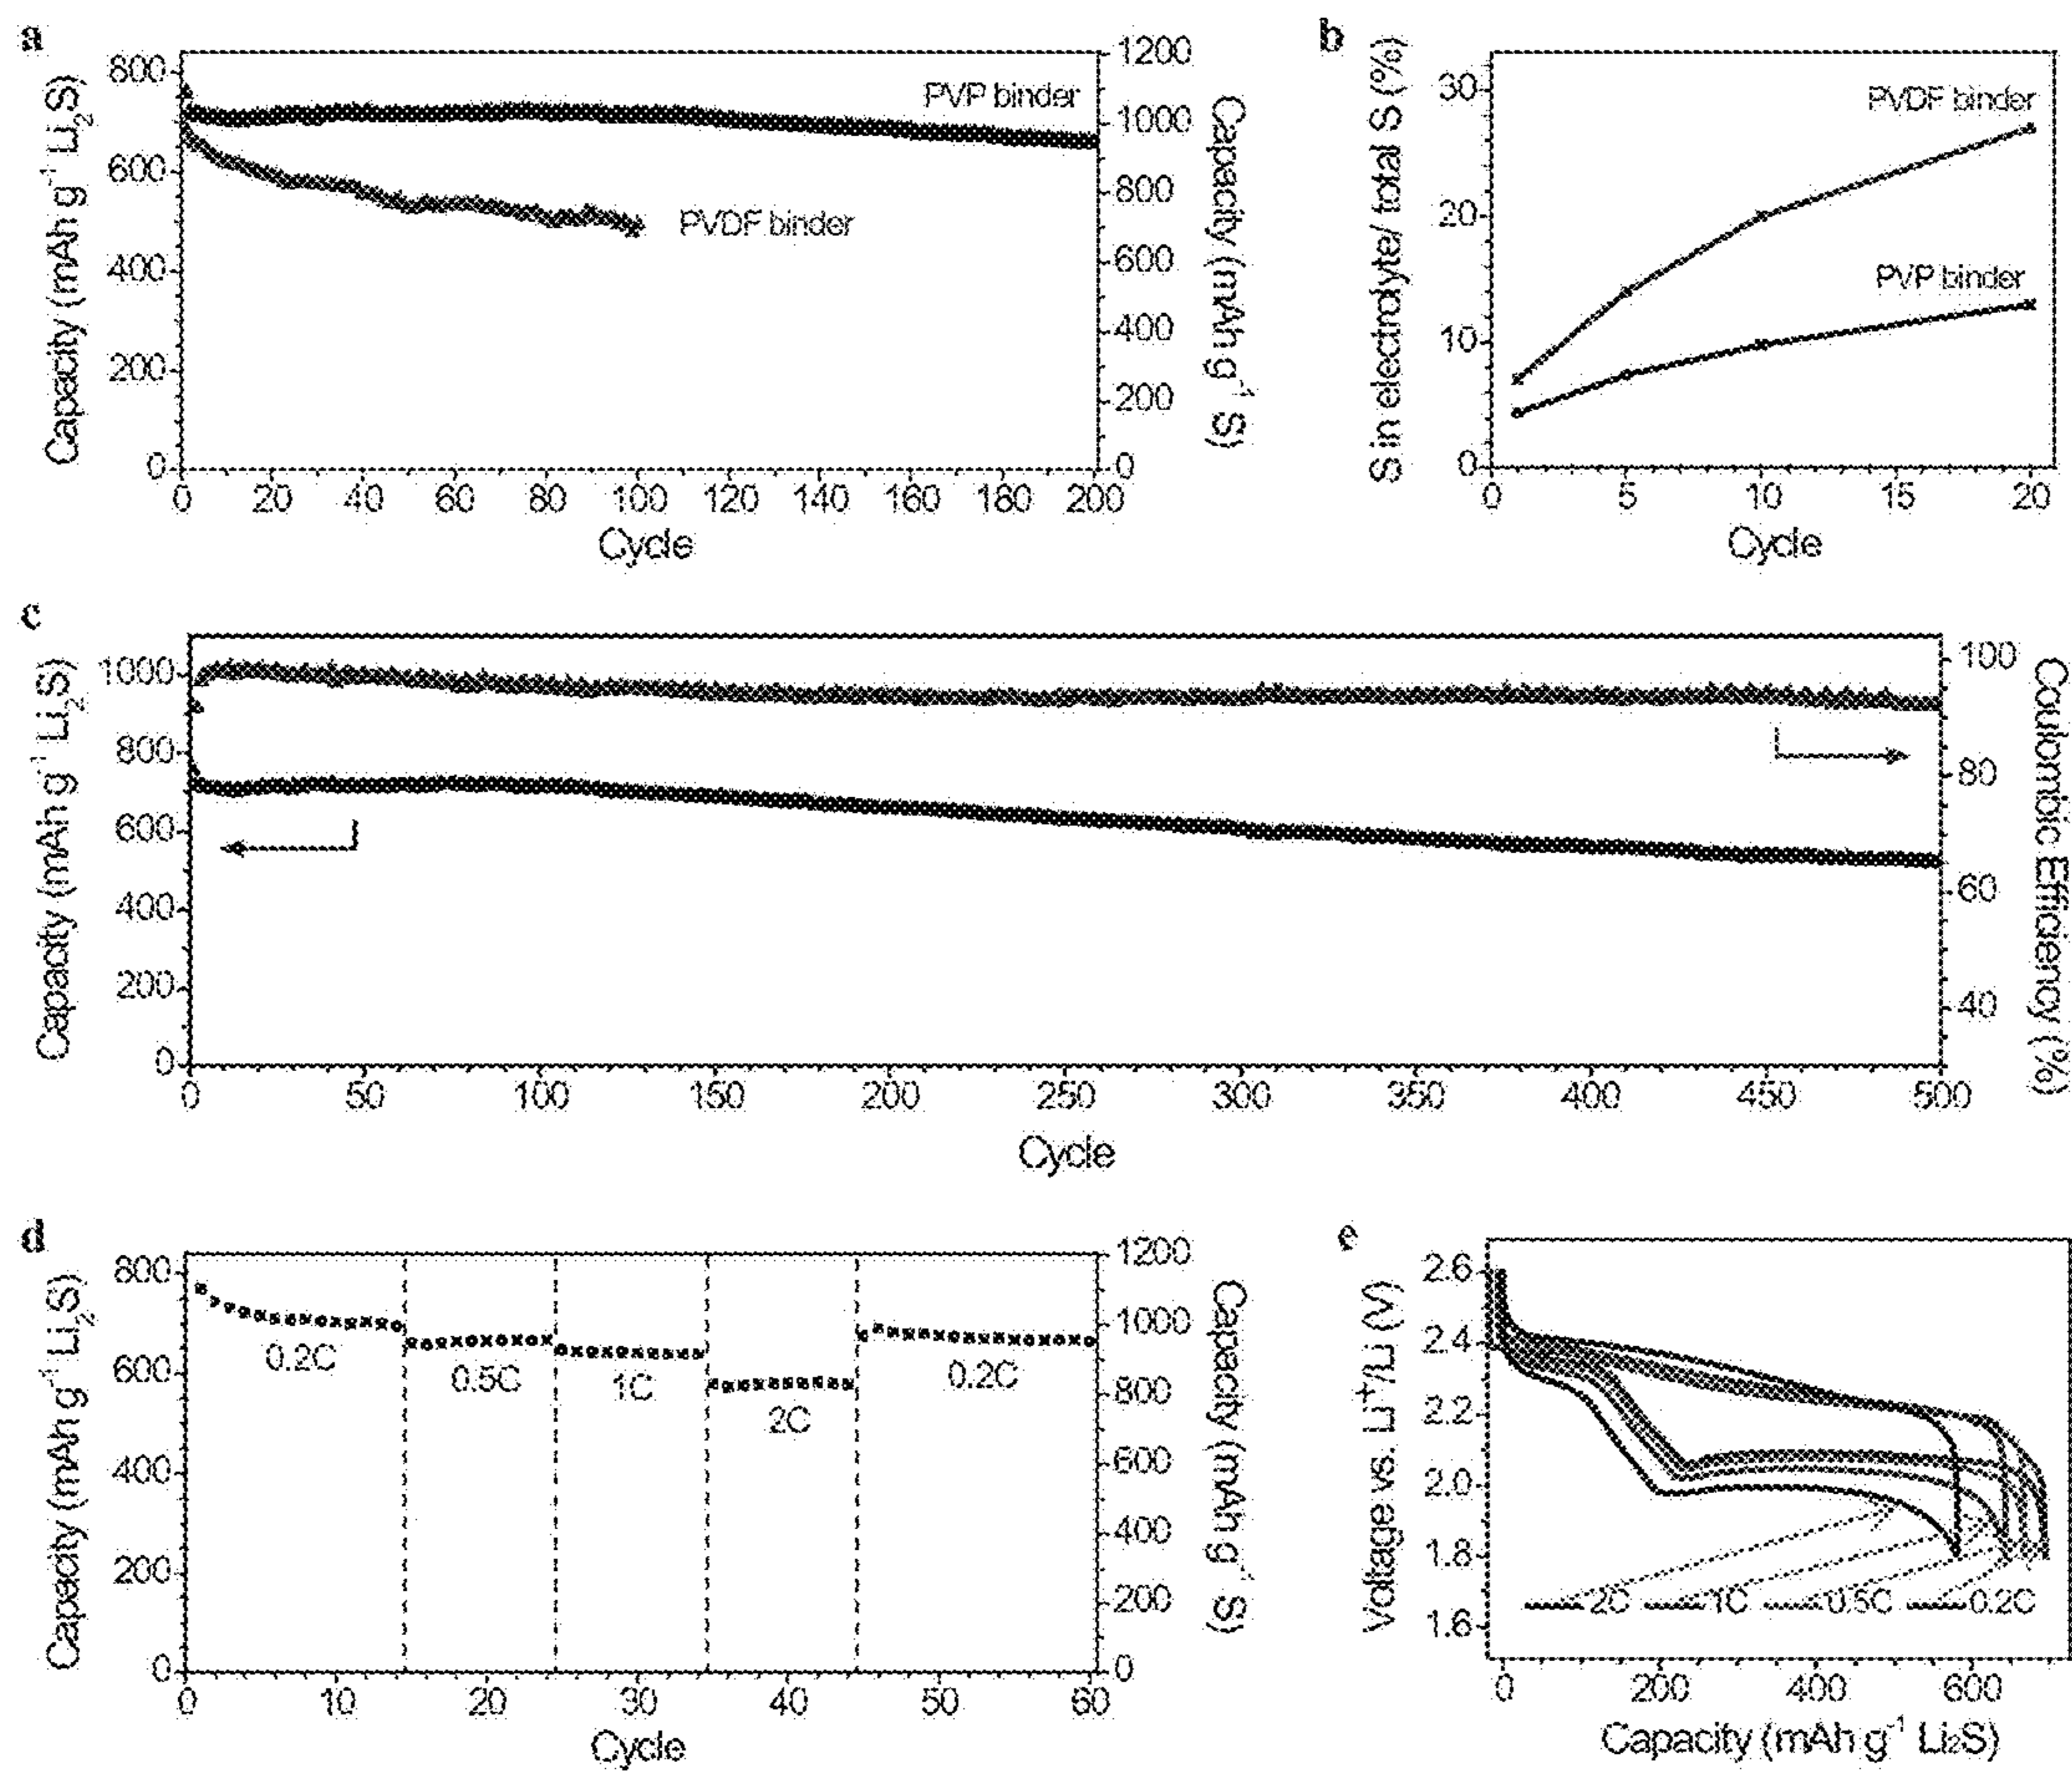 a
Capacity (mAh g⁻¹ Li₂S)
800
600
400
200
0
PVP binder
PVDF binder
1200
1000
800
600
400
200
0
Capacity (mAh g⁻¹ S)
0 20 40 60 80 100 120 140 160 180 200
Cycle
b
S in electrolyte/ total S (%)
30
20
10
0
PVDF binder
PVP binder
0 5 10 15 20
Cycle
c
Capacity (mAh g⁻¹ Li₂S)
1000
800
600
400
200
0
100
80
60
40
Coulombic Efficiency (%)
0 50 100 150 200 250 300 350 400 450 500
Cycle
d
Capacity (mAh g⁻¹ Li₂S)
800
600
400
200
0
0.2C
0.5C
1C
2C
0.2C
1200
1000
800
600
400
200
0
Capacity (mAh g⁻¹ S)
0 10 20 30 40 50 60
Cycle
e
Voltage vs. Li⁺/Li (V)
2.6
2.4
2.2
2.0
1.8
1.6
2C 1C 0.5C 0.2C
0 200 400 600
Capacity (mAh g⁻¹ Li₂S)